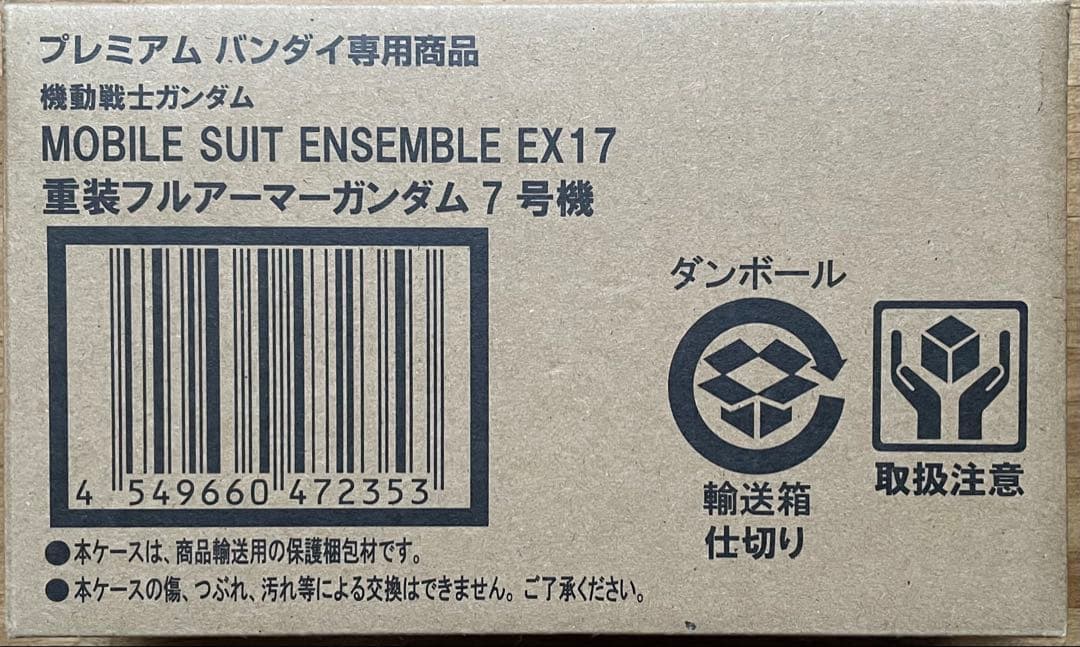 プレミアム バンダイ専用商品
機動戦士ガンダム
MOBILE SUIT ENSEMBLE EX17
重装フルアーマーガンダム 7 号機
4 549660 472353
ダンボール
輸送箱
仕切り
取扱注意
●本ケースは、商品輸送用の保護梱包材です。
●本ケースの傷、つぶれ、汚れ等による交換はできません。ご了承ください。